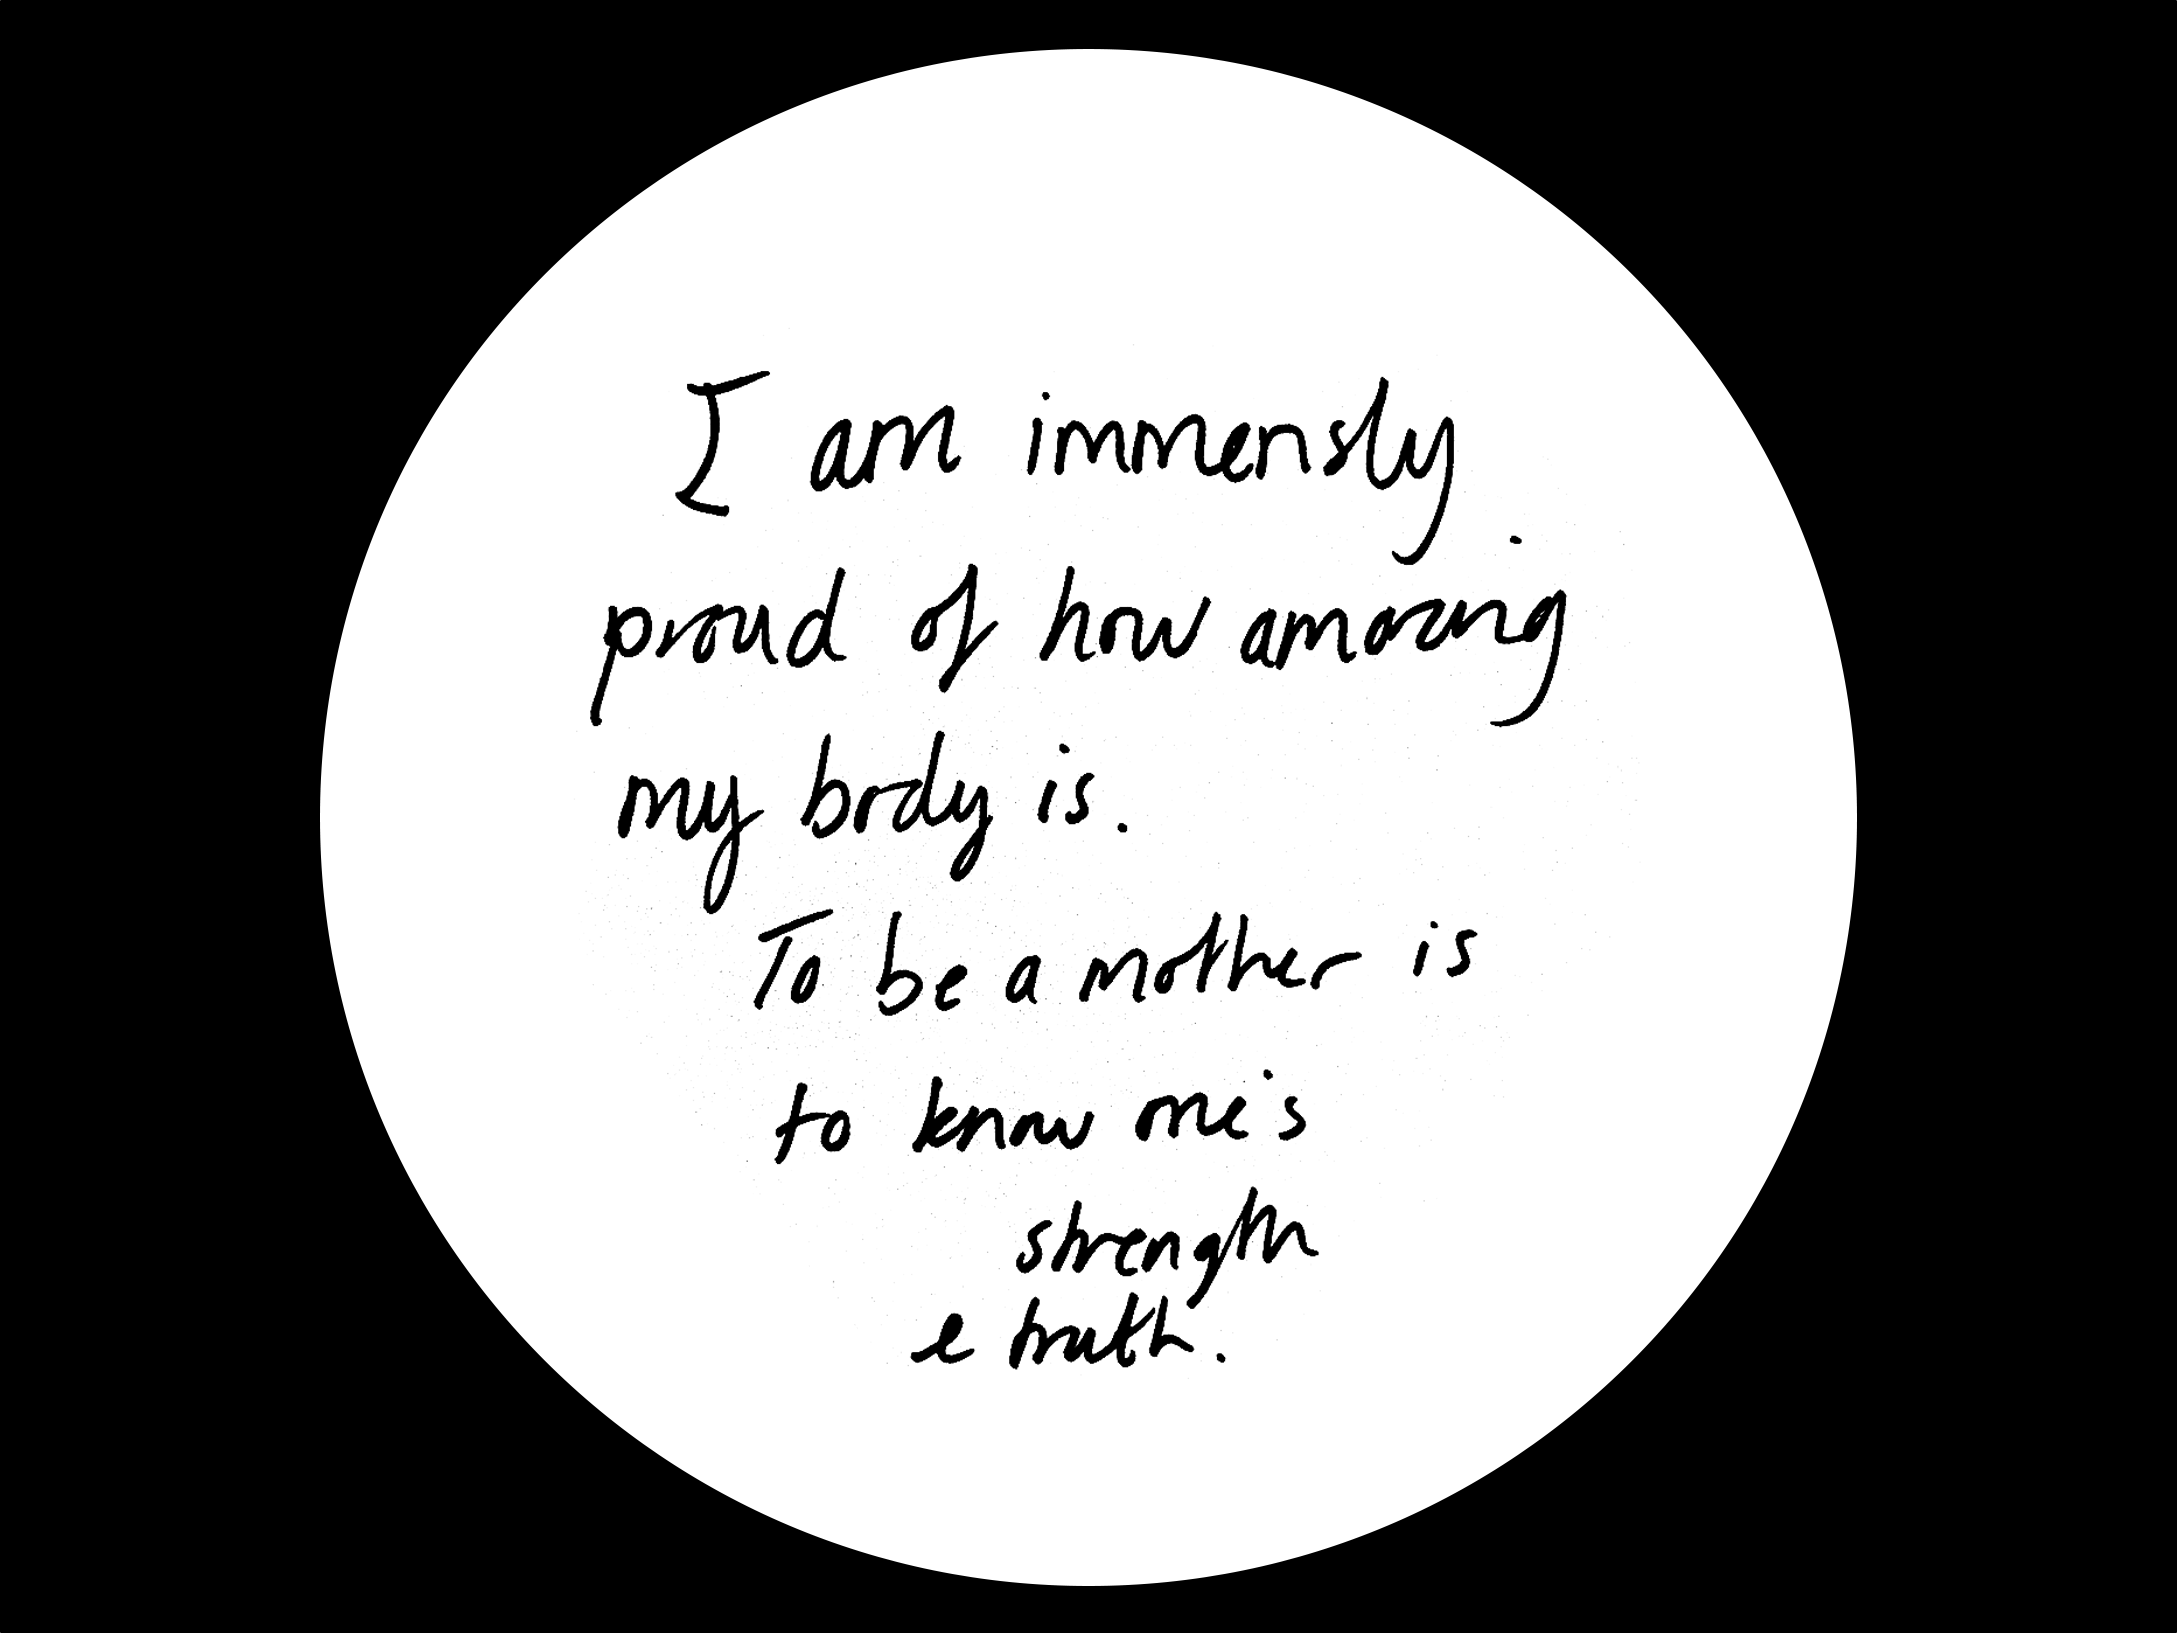 I am immensly
proud of how amazing
my body is.
To be a mother is
to know one's
strength
& truth.